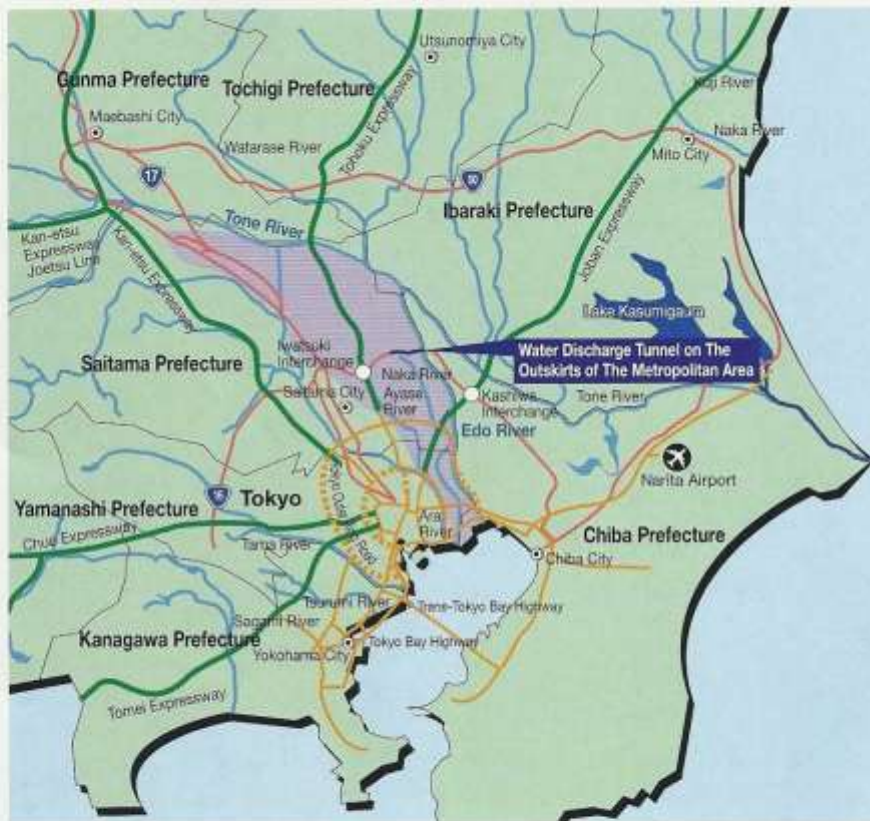 Utsunomiya City
Gunma Prefecture
Tochigi Prefecture
Kuji River
Maebashi City
Tohoku Expressway
Naka River
Watarase River
Mito City
17
50
Ibaraki Prefecture
Tone River
Kan-etsu
Expressway
Joetsu Line
Kan-etsu Expressway
Joban Expressway
Lake Kasumigaura
Iwatsuki
Interchange
Water Discharge Tunnel on The
Outskirts of The Metropolitan Area
Saitama Prefecture
Naka River
Saitama City
Ayase
River
Kashiwa
Interchange
Tone River
Edo River
Narita Airport
16
Tokyo
Yamanashi Prefecture
Chuo Expressway
Tama River
River
Chiba Prefecture
Chiba City
Tsurumi River
Trans-Tokyo Bay Highway
Sagami River
Kanagawa Prefecture
Tokyo Bay Highway
Yokohama City
Tomei Expressway